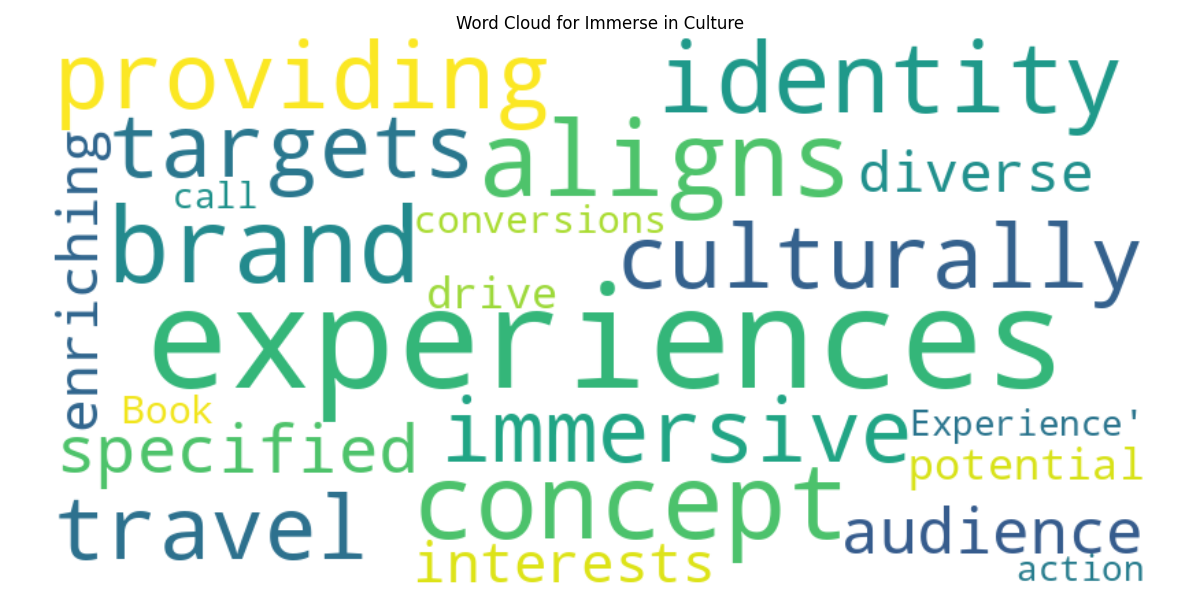 Word Cloud for Immerse in Culture
providing
identity
targets
aligns
diverse
enriching
call
conversions
brand
culturally
drive
experiences
Book
immersive
Experience'
specified
potential
concept
travel
audience
interests
action